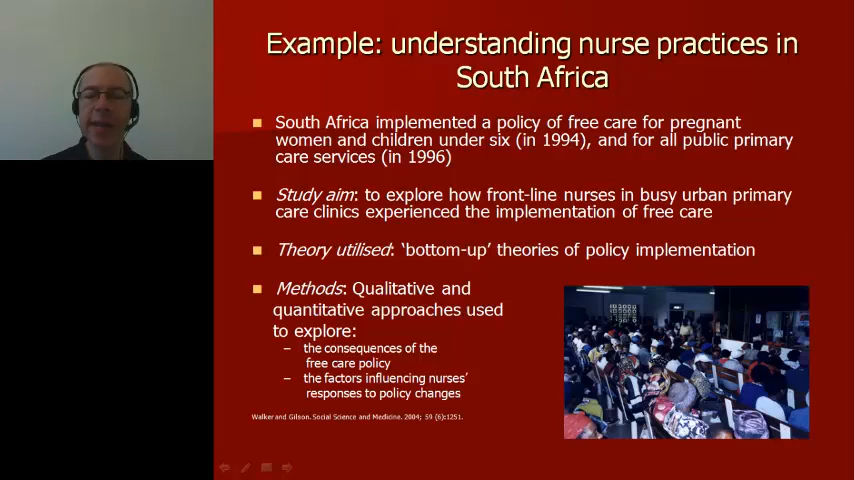 Example: understanding nurse practices in
South Africa
■ South Africa implemented a policy of free care for pregnant
women and children under six (in 1994), and for all public primary
care services (in 1996)
■ Study aim: to explore how front-line nurses in busy urban primary
care clinics experienced the implementation of free care
■ Theory utilised: ‘bottom-up’ theories of policy implementation
■ Methods: Qualitative and
quantitative approaches used
to explore:
– the consequences of the
free care policy
– the factors influencing nurses’
responses to policy changes
Walker and Gilson. Social Science and Medicine. 2004; 59 (6):1251.